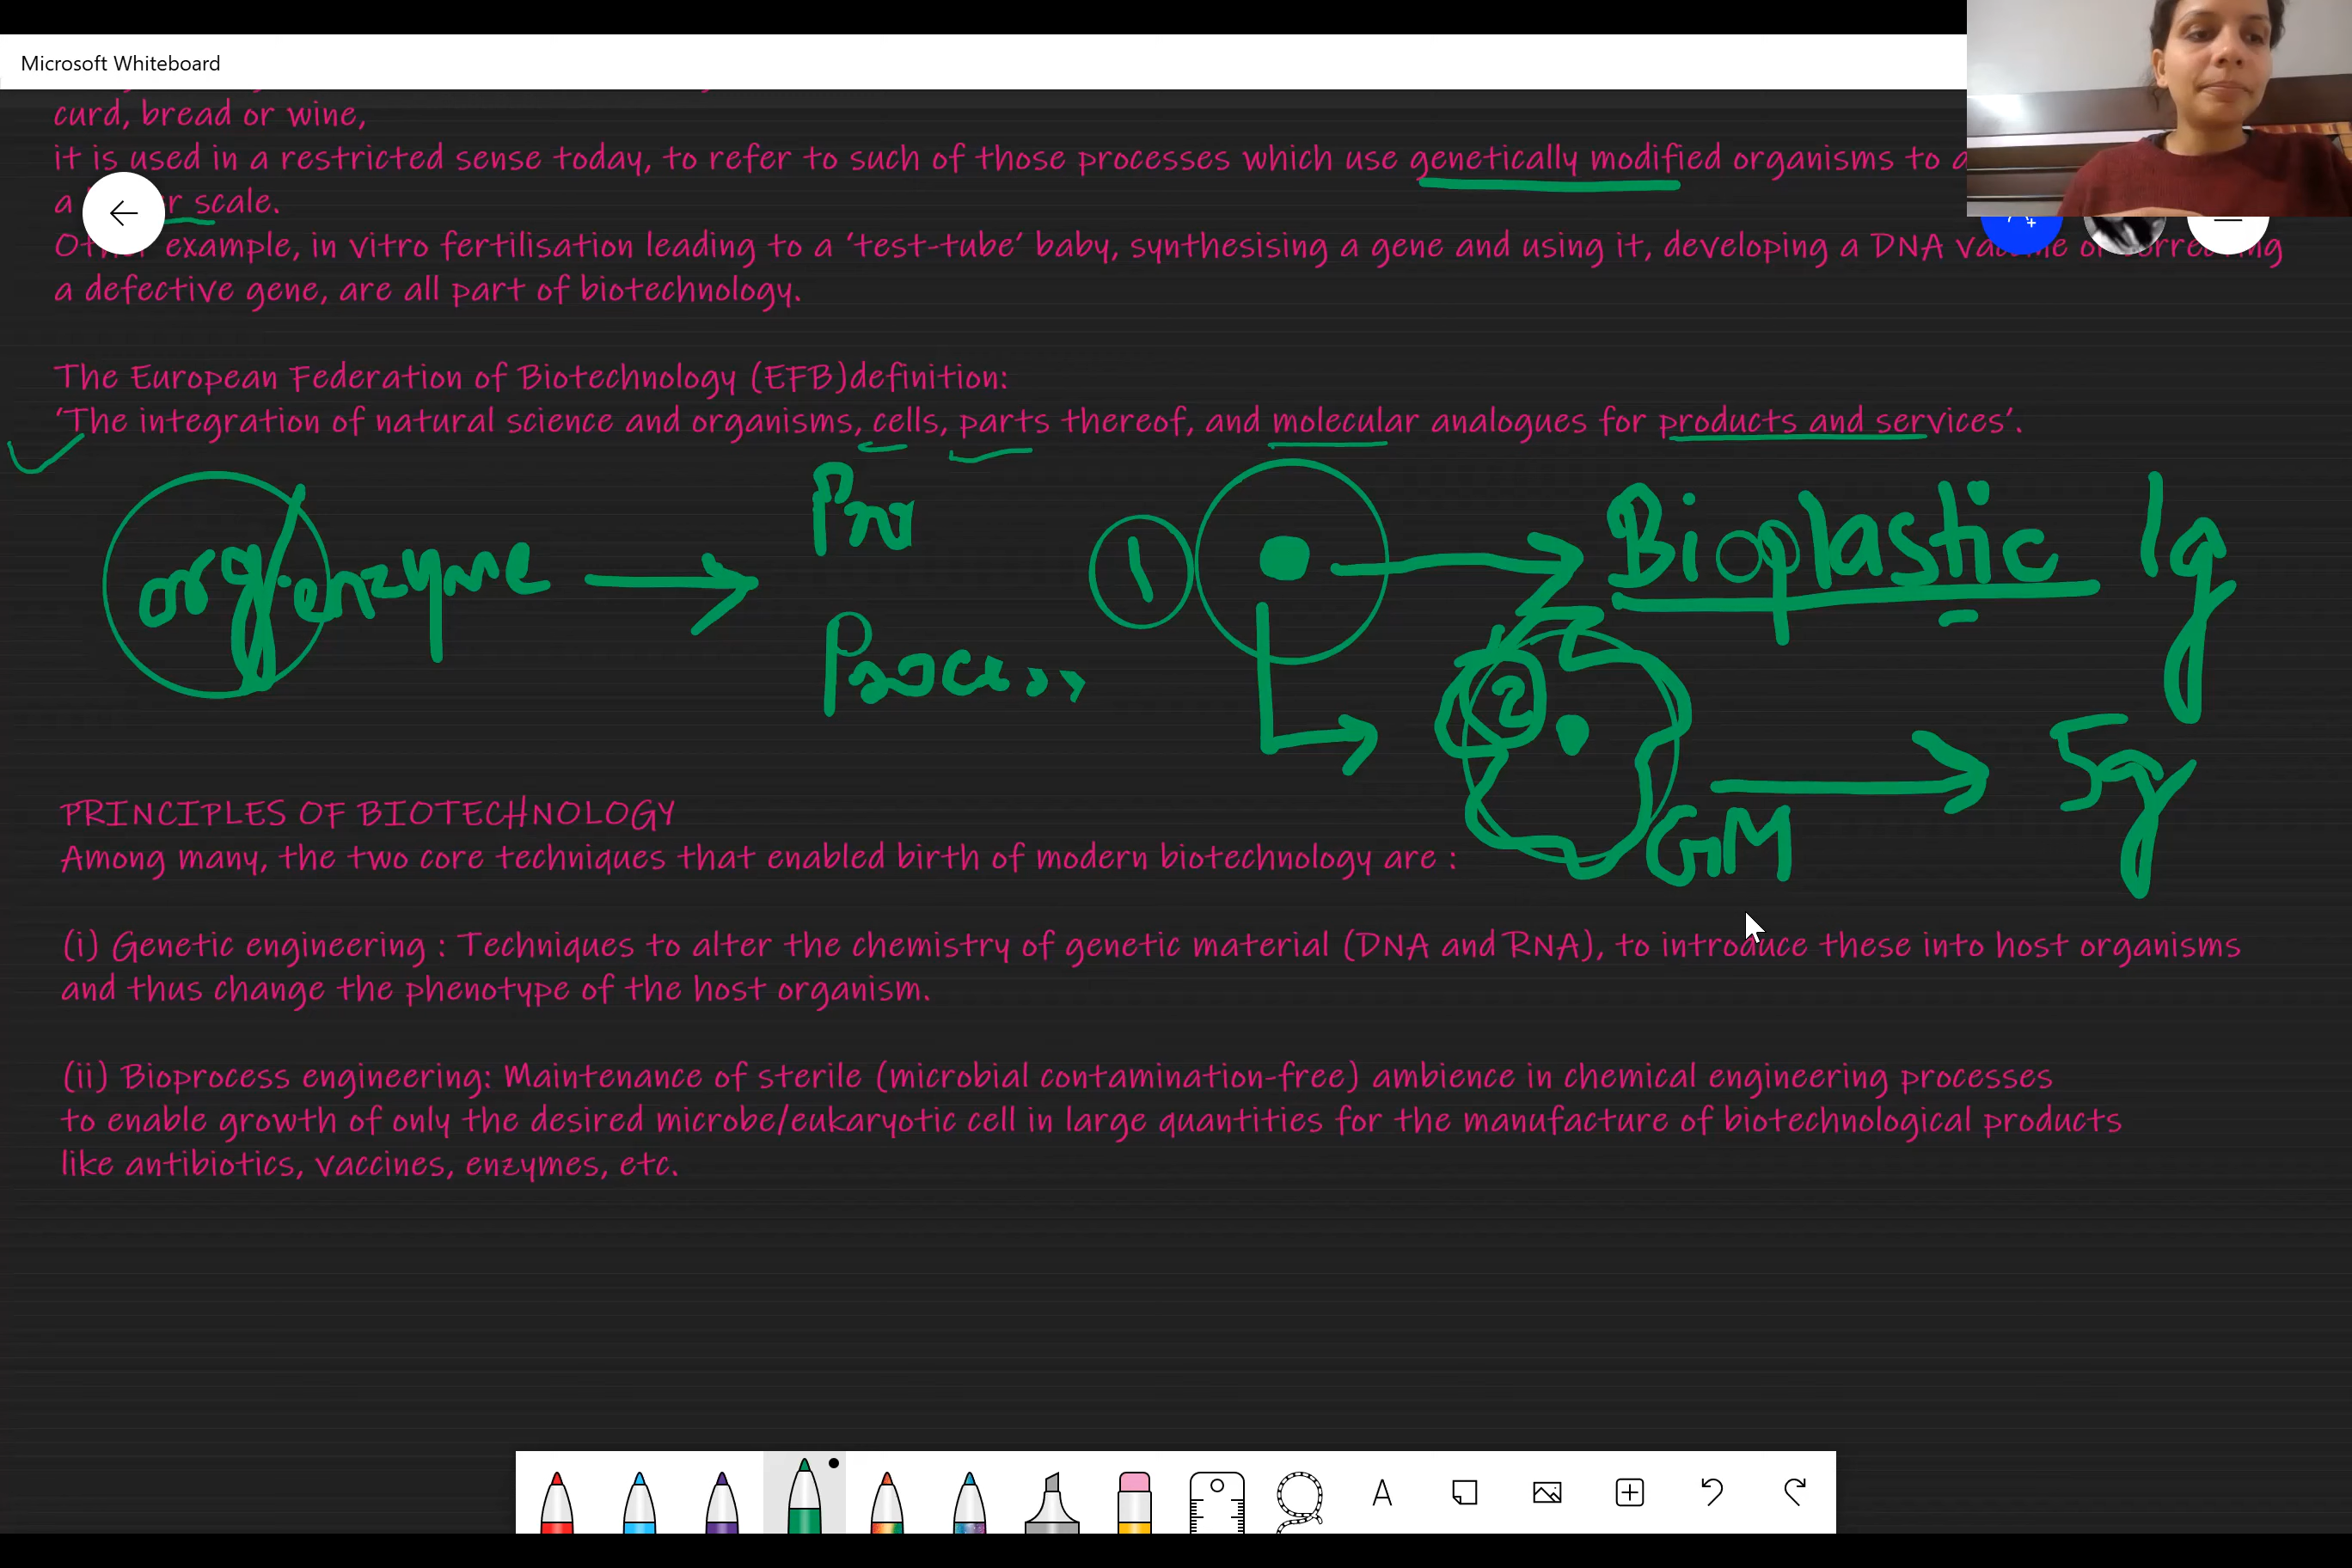 Microsoft Whiteboard
curd, bread or wine,
it is used in a restricted sense today, to refer to such of those processes which use genetically modified organisms to
a r scale.
example, in vitro fertilisation leading to a ‘test-tube’ baby, synthesising a gene and using it, developing a DNA
a defective gene, are all part of biotechnology.
The European Federation of Biotechnology (EFB)definition:
‘The integration of natural science and organisms, cells, parts thereof, and molecular analogues for products and services’.
org. enzyme
Process
1
Bioplastic 1g
2
GM
5g
PRINCIPLES OF BIOTECHNOLOGY
Among many, the two core techniques that enabled birth of modern biotechnology are :
(i) Genetic engineering : Techniques to alter the chemistry of genetic material (DNA and RNA), to introduce these into host organisms
and thus change the phenotype of the host organism.
(ii) Bioprocess engineering: Maintenance of sterile (microbial contamination-free) ambience in chemical engineering processes
to enable growth of only the desired microbe/eukaryotic cell in large quantities for the manufacture of biotechnological products
like antibiotics, vaccines, enzymes, etc.